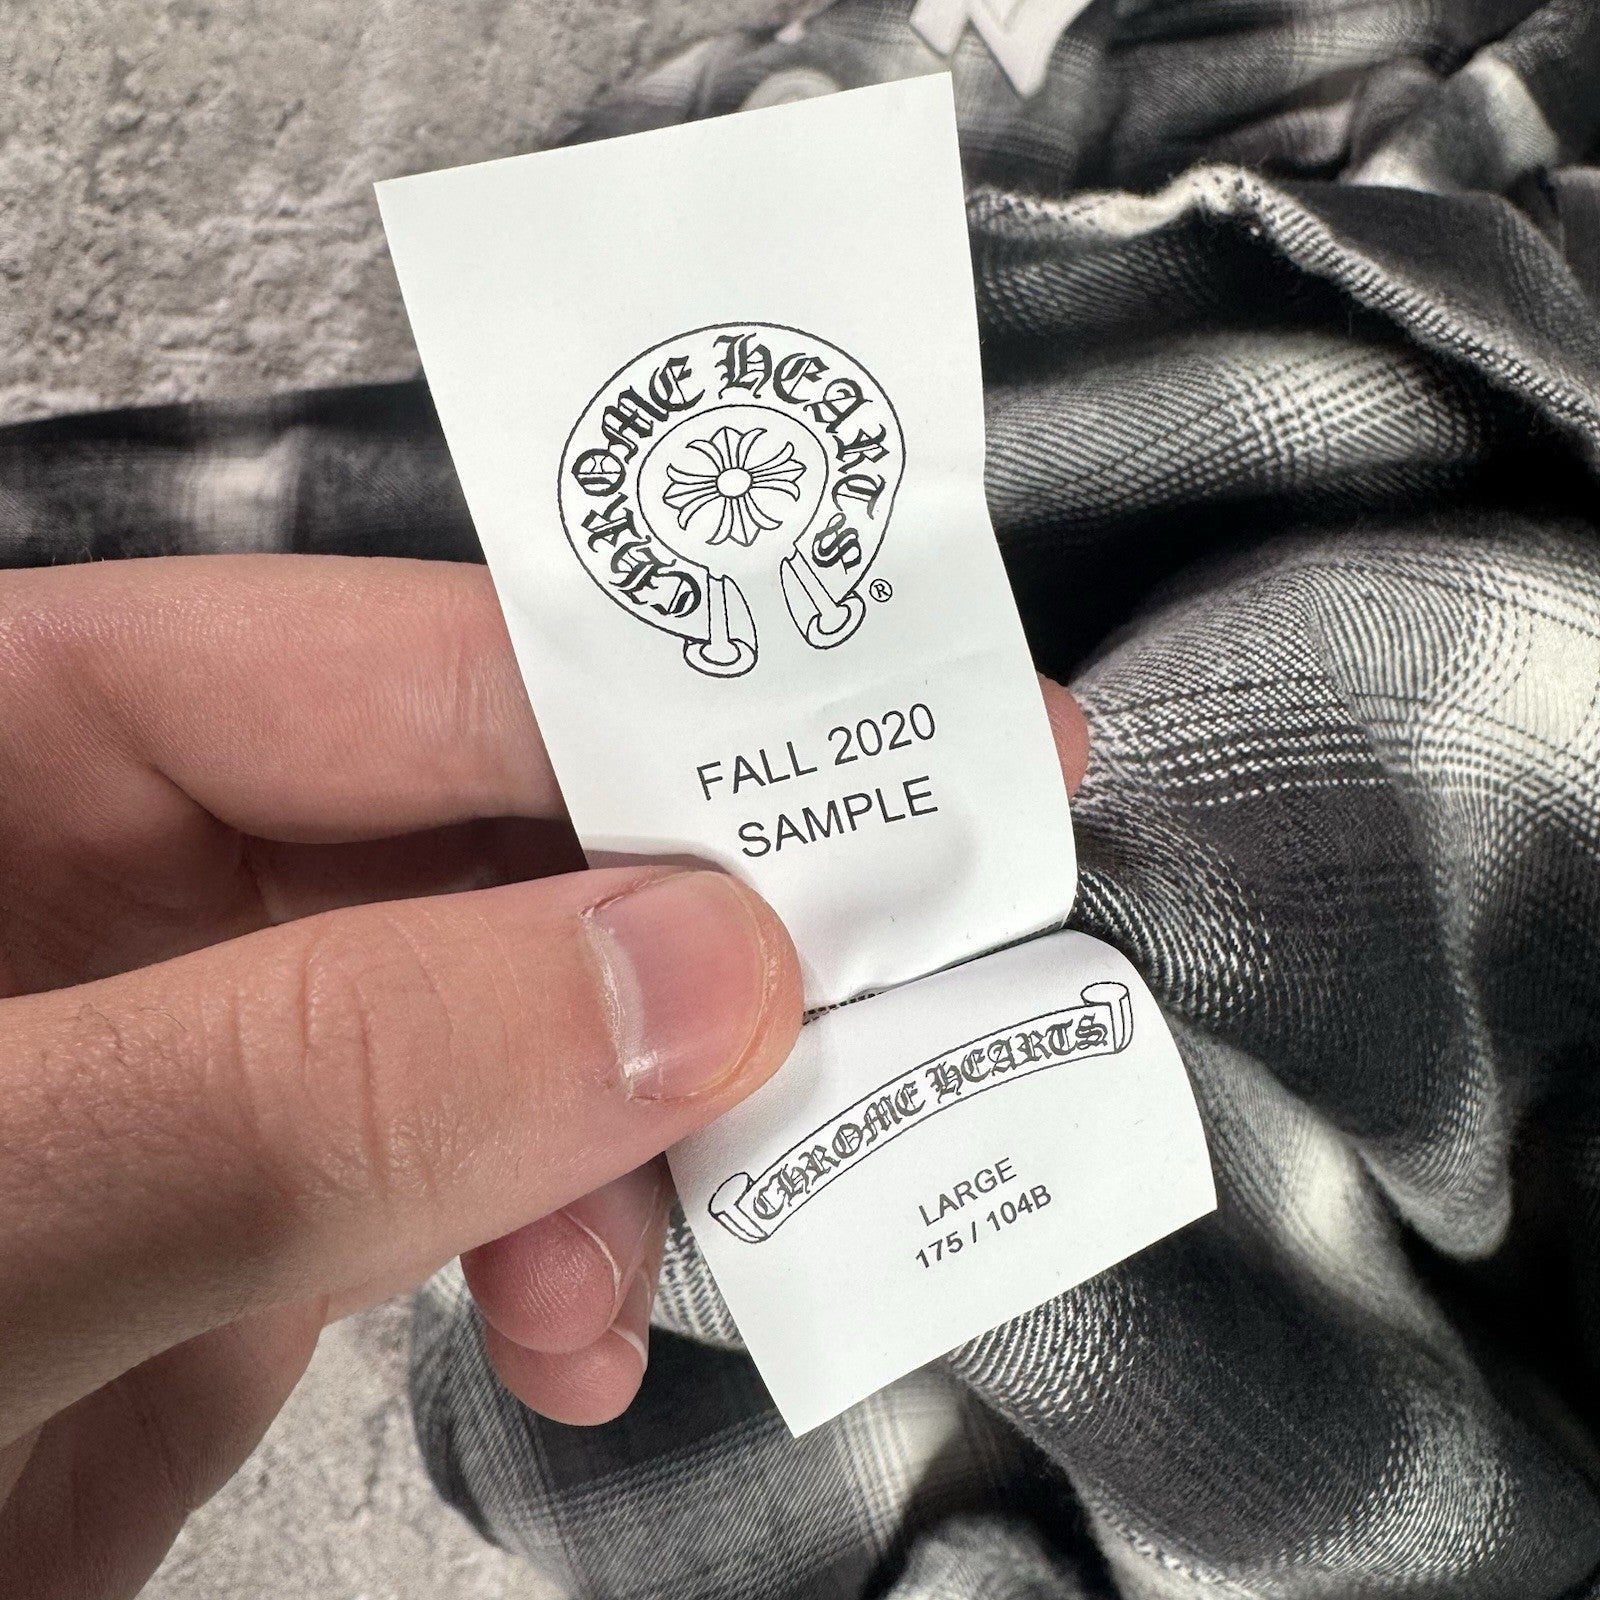 CHROME HEARTS ®
FALL 2020
SAMPLE
CHROME HEARTS
LARGE
175 / 104B